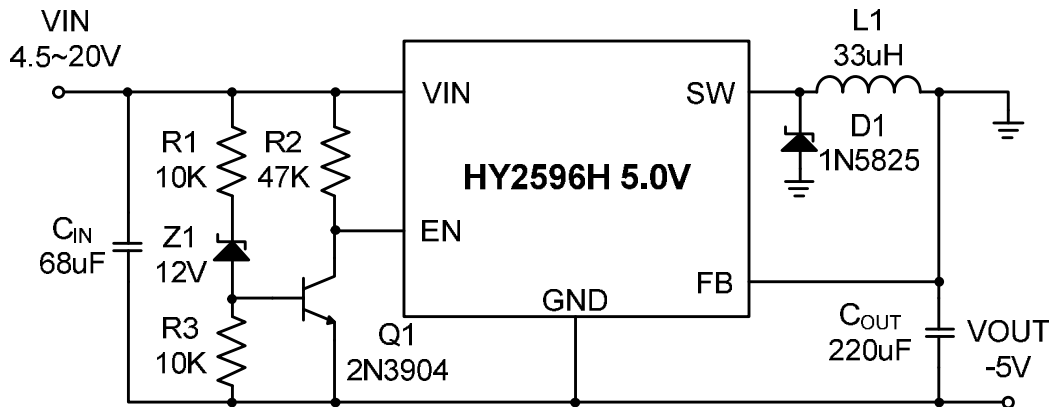 VIN
4.5~20V
L1
33uH
VIN
SW
R1
10K
R2
47K
D1
1N5825
HY2596H 5.0V
EN
CIN
68uF
Z1
12V
FB
GND
R3
10K
Q1
2N3904
COUT
220uF
VOUT
-5V